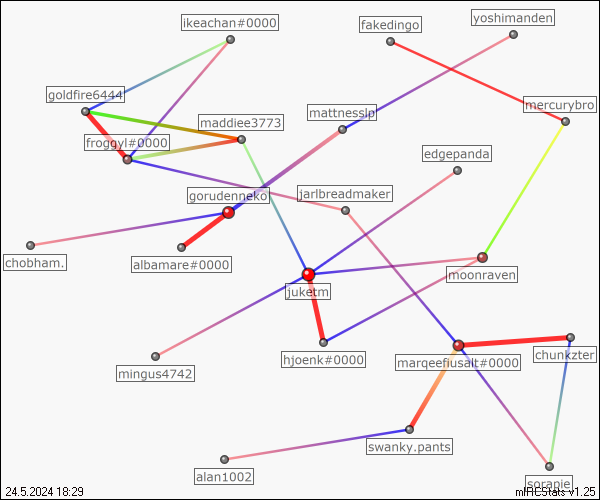 yoshimanden
ikeachan#0000
fakedingo
goldfire6444
mercurybro
mattnesslp
maddiee3773
froggyl#0000
edgepanda
gorudenneko
jarlbreadmaker
chobham.
albamare#0000
moonraven
juketm
hjoenk#0000
chunkzter
marqeefiusalt#0000
mingus4742
swanky.pants
alan1002
sorapie
24.5.2024 18:29
mIRCStats v1.25